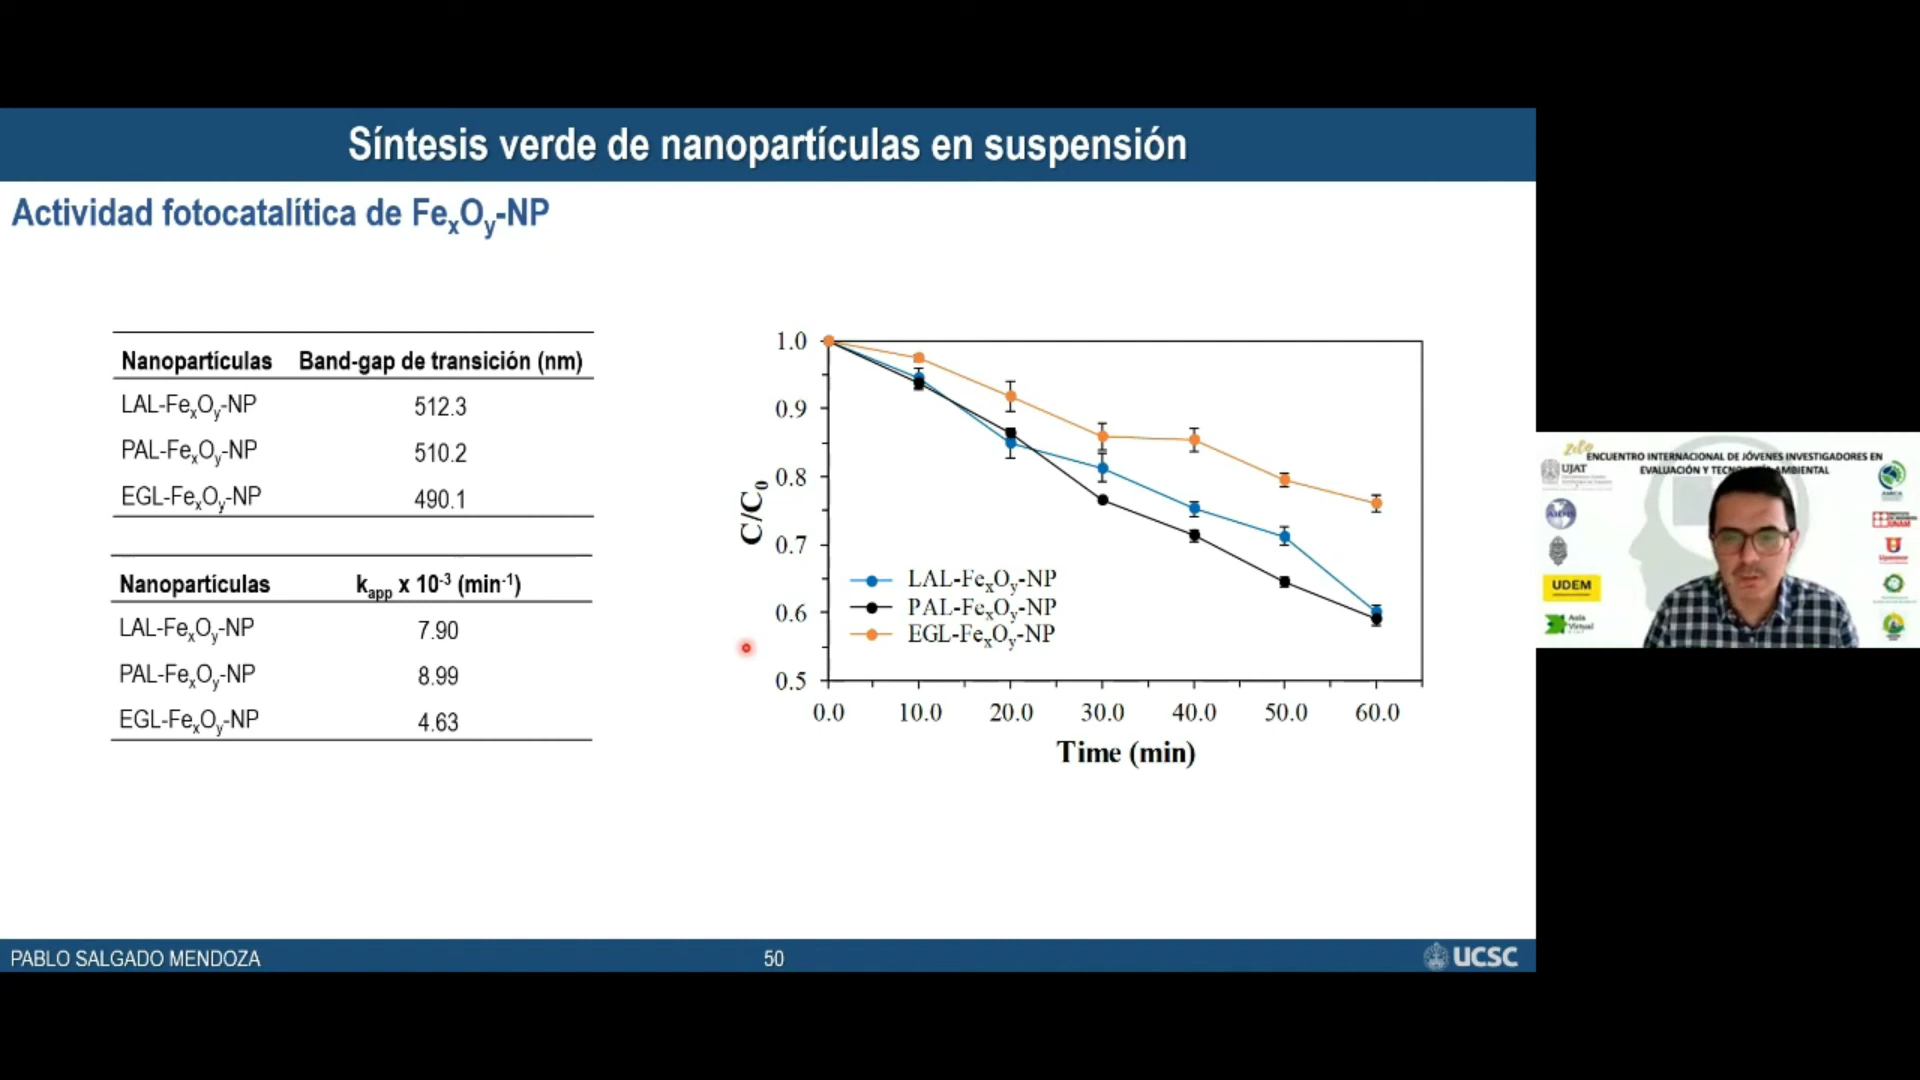 Síntesis verde de nanopartículas en suspensión
Actividad fotocatalítica de FexOy-NP
Nanopartículas Band-gap de transición (nm)
LAL-FexOy-NP 512.3
PAL-FexOy-NP 510.2
EGL-FexOy-NP 490.1
Nanopartículas kapp x 10-3 (min-1)
LAL-FexOy-NP 7.90
PAL-FexOy-NP 8.99
EGL-FexOy-NP 4.63
1.0
0.9
0.8
0.7
0.6
0.5
C/C0
LAL-FexOy-NP
PAL-FexOy-NP
EGL-FexOy-NP
0.0 10.0 20.0 30.0 40.0 50.0 60.0
Time (min)
PABLO SALGADO MENDOZA
50
UCSC
ENCUENTRO INTERNACIONAL DE JÓVENES INVESTIGADORES EN
EVALUACIÓN Y AMBIENTAL
UJAT
UDEM
Aula
Virtual